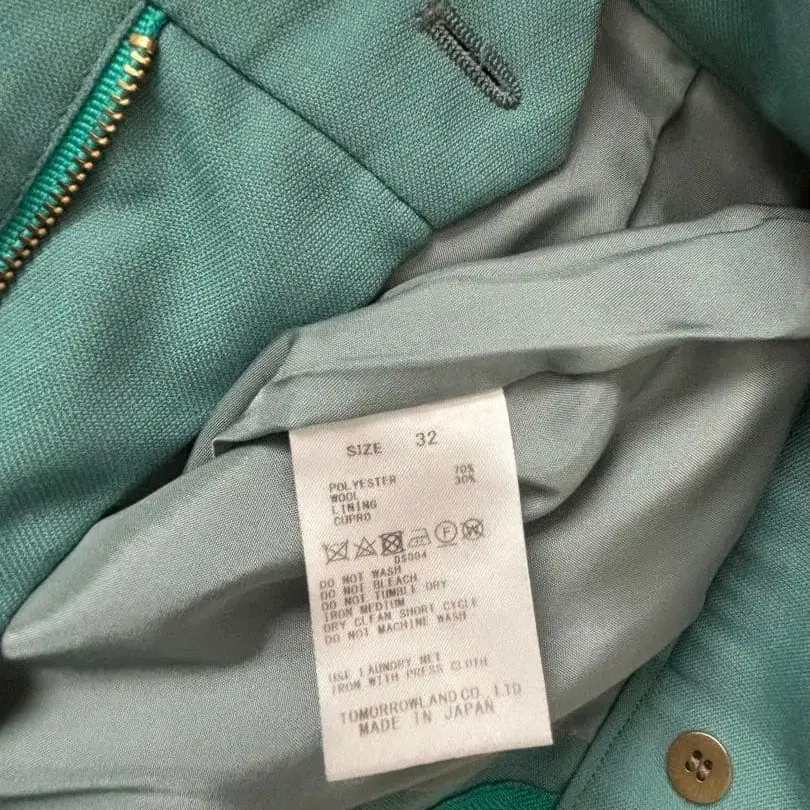 SIZE 32
POLYESTER 70%
WOOL 30%
LINING
CUPRO
DS004
DO NOT WASH
DO NOT BLEACH
DO NOT TUMBLE DRY
IRON MEDIUM
DRY CLEAN SHORT CYCLE
DO NOT MACHINE WASH
USE LAUNDRY NET
IRON WITH PRESS CLOTH
TOMORROWLAND CO., LTD
MADE IN JAPAN